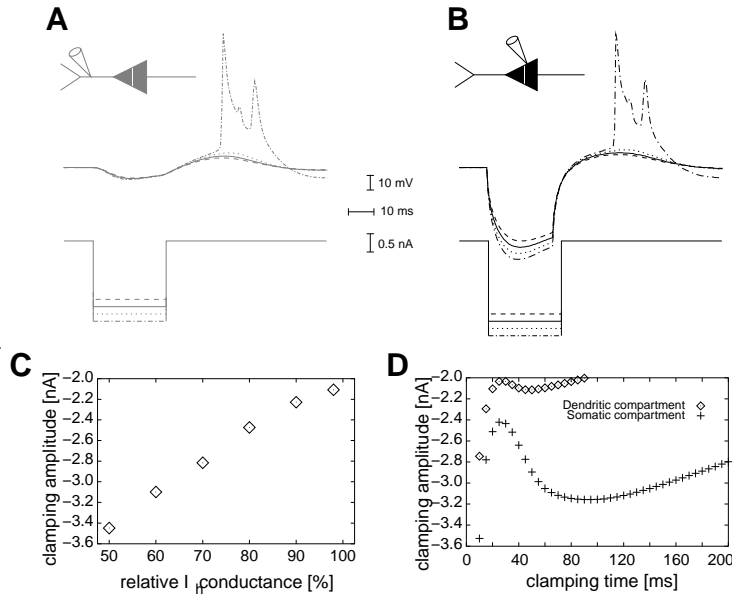 A
B
10 mV
10 ms
0.5 nA
C
clamping amplitude [nA]
−2.0
−2.2
−2.4
−2.6
−2.8
−3.0
−3.2
−3.4
−3.6
50 60 70 80 90 100
relative I h conductance [%]
D
clamping amplitude [nA]
−2.0
−2.2
−2.4
−2.6
−2.8
−3.0
−3.2
−3.4
−3.6
Dendritic compartment
Somatic compartment
0 40 80 120 160 200
clamping time [ms]